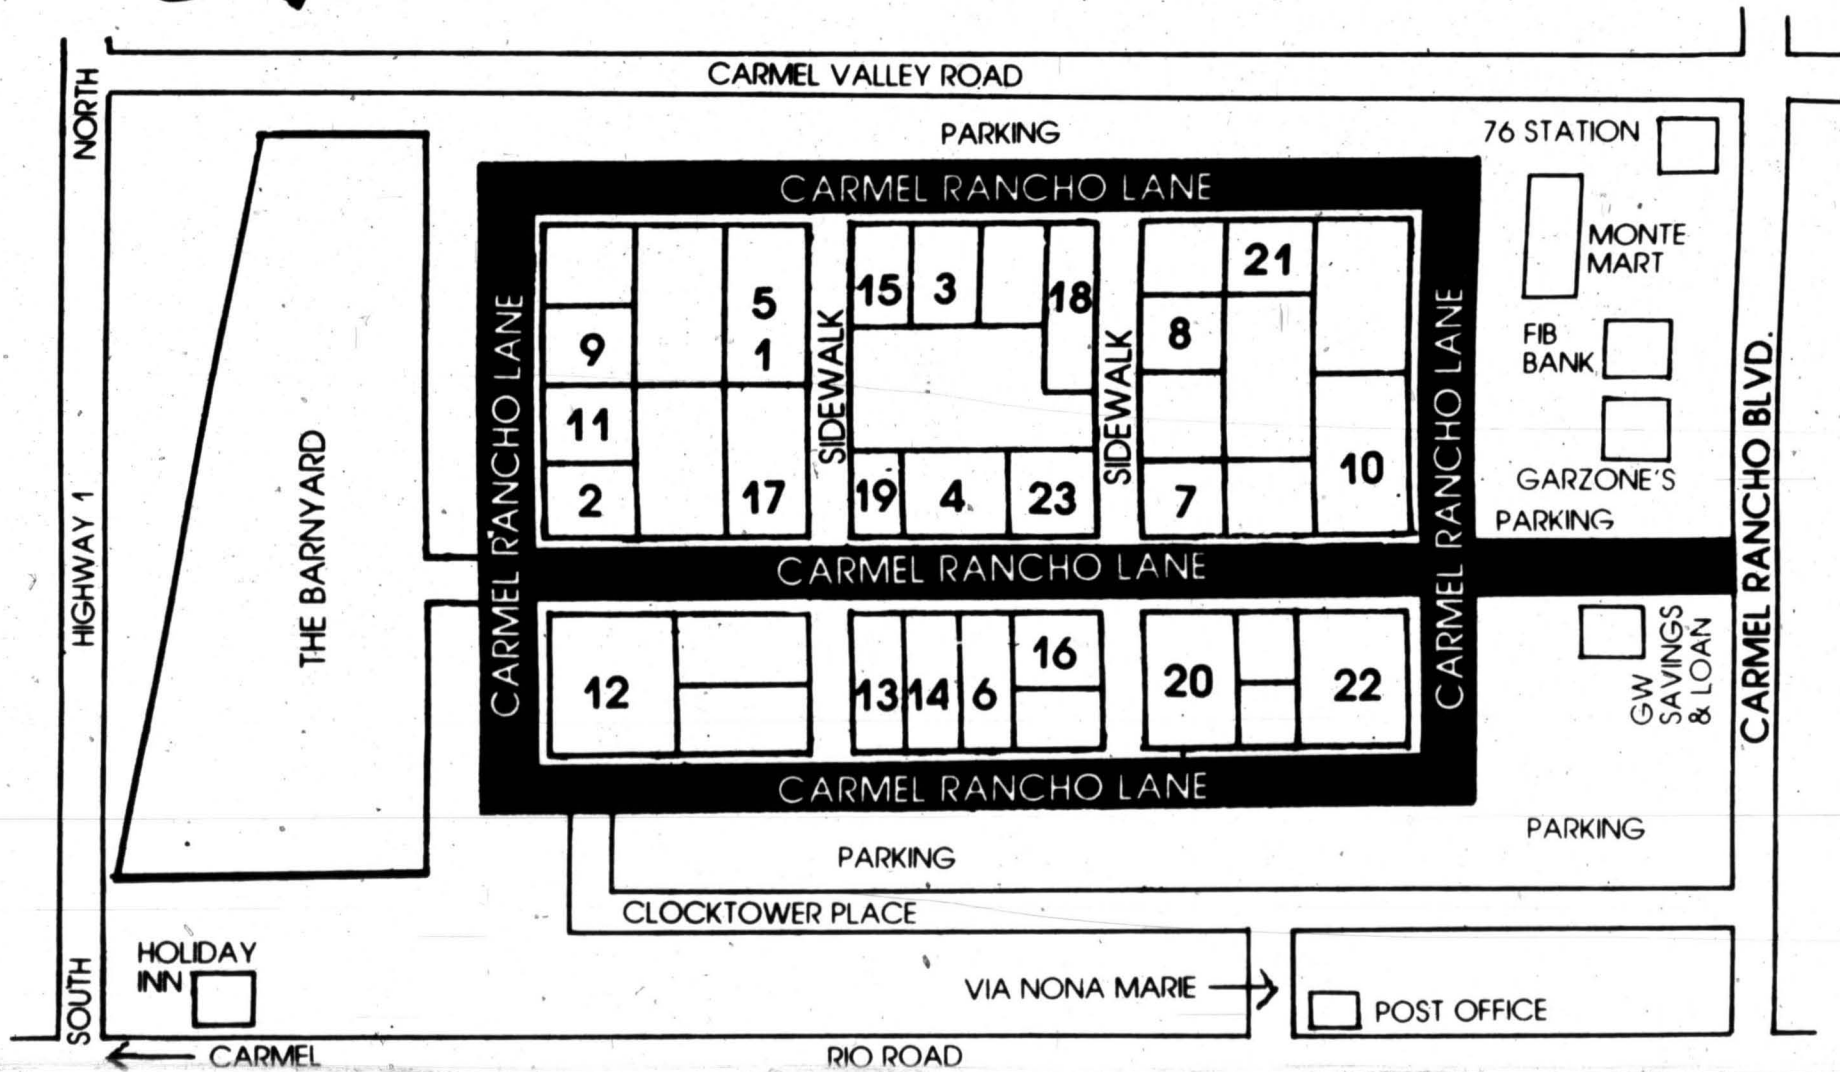 CARMEL VALLEY ROAD
NORTH
PARKING
76 STATION
CARMEL RANCHO LANE
MONTE
MART
21
15 3 18
5
8
9
1
FIB
BANK
CARMEL RANCHO LANE
SIDEWALK
SIDEWALK
CARMEL RANCHO LANE
CARMEL RANCHO BLVD.
11
10
GARZONE'S
2 17 19 4 23 7
PARKING
HIGHWAY 1
THE BARNYARD
CARMEL RANCHO LANE
GW
SAVINGS
& LOAN
16
12 13 14 6 20 22
CARMEL RANCHO LANE
PARKING
PARKING
CLOCKTOWER PLACE
HOLIDAY
INN
SOUTH
VIA NONA MARIE
POST OFFICE
CARMEL
RIO ROAD